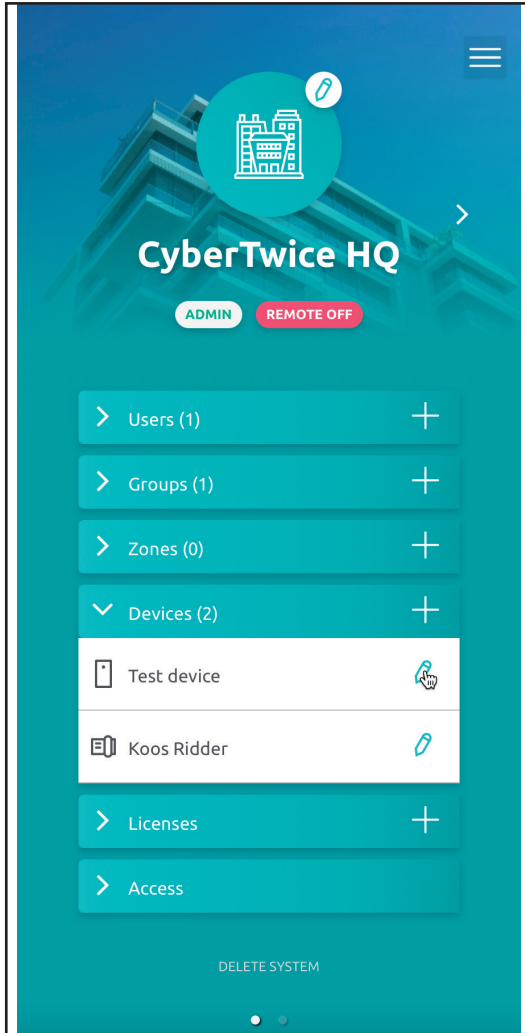 CyberTwice HQ
ADMIN REMOTE OFF
Users (1)
Groups (1)
Zones (0)
Devices (2)
Test device
Koos Ridder
Licenses
Access
DELETE SYSTEM